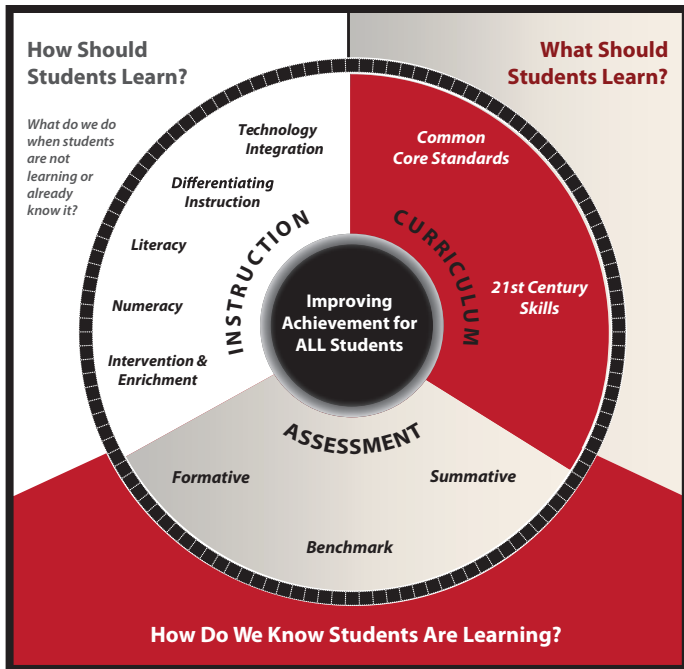 How Should
Students Learn?
What do we do
when students
are not
learning or
already
know it?
What Should
Students Learn?
Technology
Integration
Differentiating
Instruction
Literacy
Numeracy
Intervention &
Enrichment
INSTRUCTION
Common
Core Standards
21st Century
Skills
CURRICULUM
Improving
Achievement for
ALL Students
ASSESSMENT
Formative
Summative
Benchmark
How Do We Know Students Are Learning?